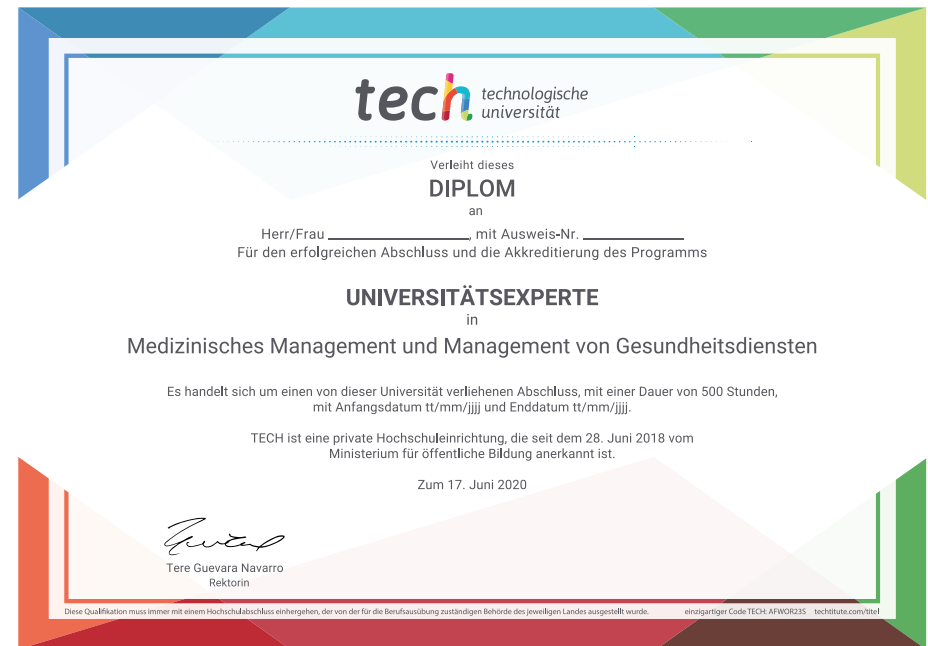 tech technologische
universität
Verleiht dieses
DIPLOM
an
Herr/Frau ____________________, mit Ausweis-Nr. ______________
Für den erfolgreichen Abschluss und die Akkreditierung des Programms
UNIVERSITÄTSEXPERTE
in
Medizinisches Management und Management von Gesundheitsdiensten
Es handelt sich um einen von dieser Universität verliehenen Abschluss, mit einer Dauer von 500 Stunden,
mit Anfangsdatum tt/mm/jjjj und Enddatum tt/mm/jjjj.
TECH ist eine private Hochschuleinrichtung, die seit dem 28. Juni 2018 vom
Ministerium für öffentliche Bildung anerkannt ist.
Zum 17. Juni 2020
Tere Guevara Navarro
Rektorin
Diese Qualifikation muss immer mit einem Hochschulabschluss einhergehen, der von der für die Berufsausübung zuständigen Behörde des jeweiligen Landes ausgestellt wurde. einzigartiger Code TECH: AFWOR23S techtitute.com/titel